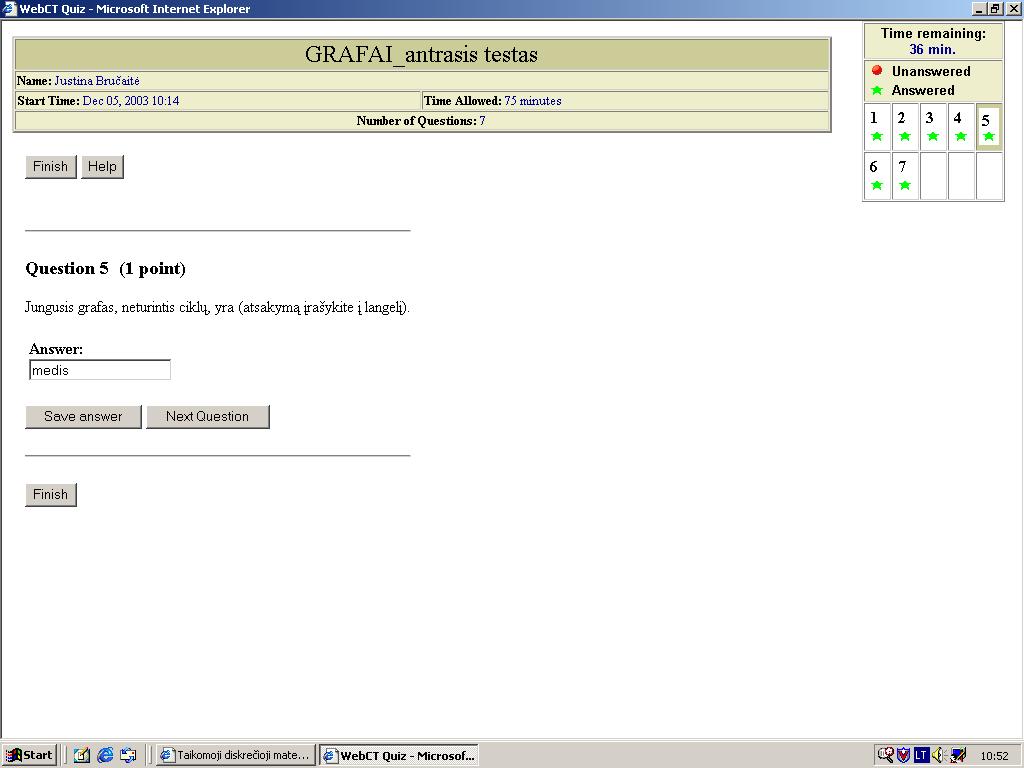 WebCT Quiz - Microsoft Internet Explorer
GRAFAI_antrasis testas
Name: Justina Bručaitė
Start Time: Dec 05, 2003 10:14 Time Allowed: 75 minutes
Number of Questions: 7
Time remaining:
36 min.
Unanswered
Answered
1 2 3 4 5
6 7
Finish Help
Question 5 (1 point)
Jungusis grafas, neturintis ciklų, yra (atsakymą įrašykite į langelį).
Answer:
medis
Save answer Next Question
Finish
Start Taikomoji diskrečioji mate... WebCT Quiz - Microsof... LT 10:52